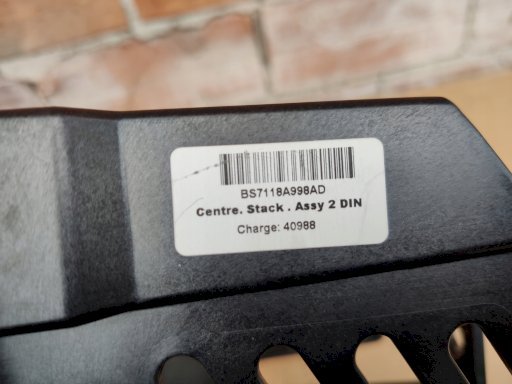 BS7118A998AD
Centre. Stack . Assy 2 DIN
Charge: 40988